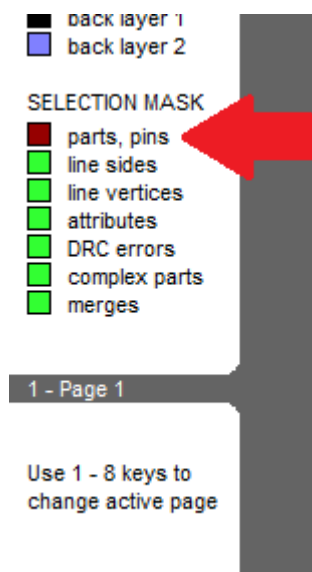 back layer 1
back layer 2
SELECTION MASK
parts, pins
line sides
line vertices
attributes
DRC errors
complex parts
merges
1 - Page 1
Use 1 - 8 keys to
change active page